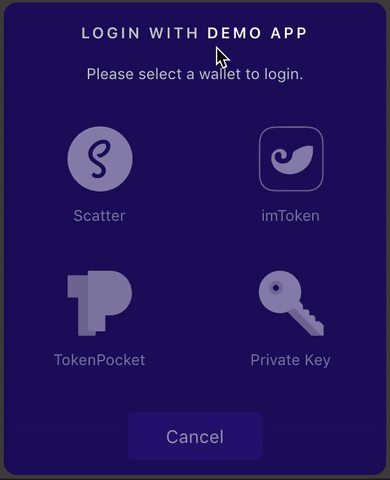 LOGIN WITH DEMO APP
Please select a wallet to login.
Scatter
imToken
TokenPocket
Private Key
Cancel